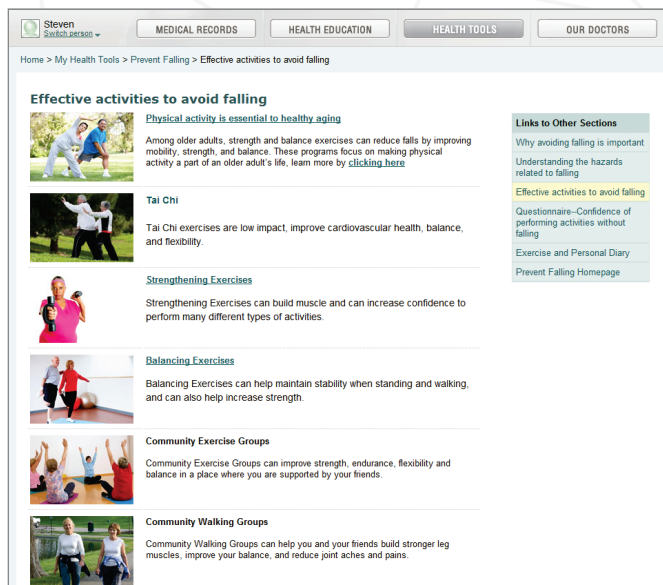 Steven
Switch person
MEDICAL RECORDS
HEALTH EDUCATION
HEALTH TOOLS
OUR DOCTORS
Home > My Health Tools > Prevent Falling > Effective activities to avoid falling
Effective activities to avoid falling
Physical activity is essential to healthy aging
Among older adults, strength and balance exercises can reduce falls by improving
mobility, strength, and balance. These programs focus on making physical
activity a part of an older adult's life, learn more by clicking here
Tai Chi
Tai Chi exercises are low impact, improve cardiovascular health, balance,
and flexibility.
Strengthening Exercises
Strengthening Exercises can build muscle and can increase confidence to
perform many different types of activities.
Balancing Exercises
Balancing Exercises can help maintain stability when standing and walking,
and can also help increase strength.
Community Exercise Groups
Community Exercise Groups can improve strength, endurance, flexibility and
balance in a place where you are supported by your friends.
Community Walking Groups
Community Walking Groups can help you and your friends build stronger leg
muscles, improve your balance, and reduce joint aches and pains.
Links to Other Sections
Why avoiding falling is important
Understanding the hazards
related to falling
Effective activities to avoid falling
Questionnaire--Confidence of
performing activities without
falling
Exercise and Personal Diary
Prevent Falling Homepage